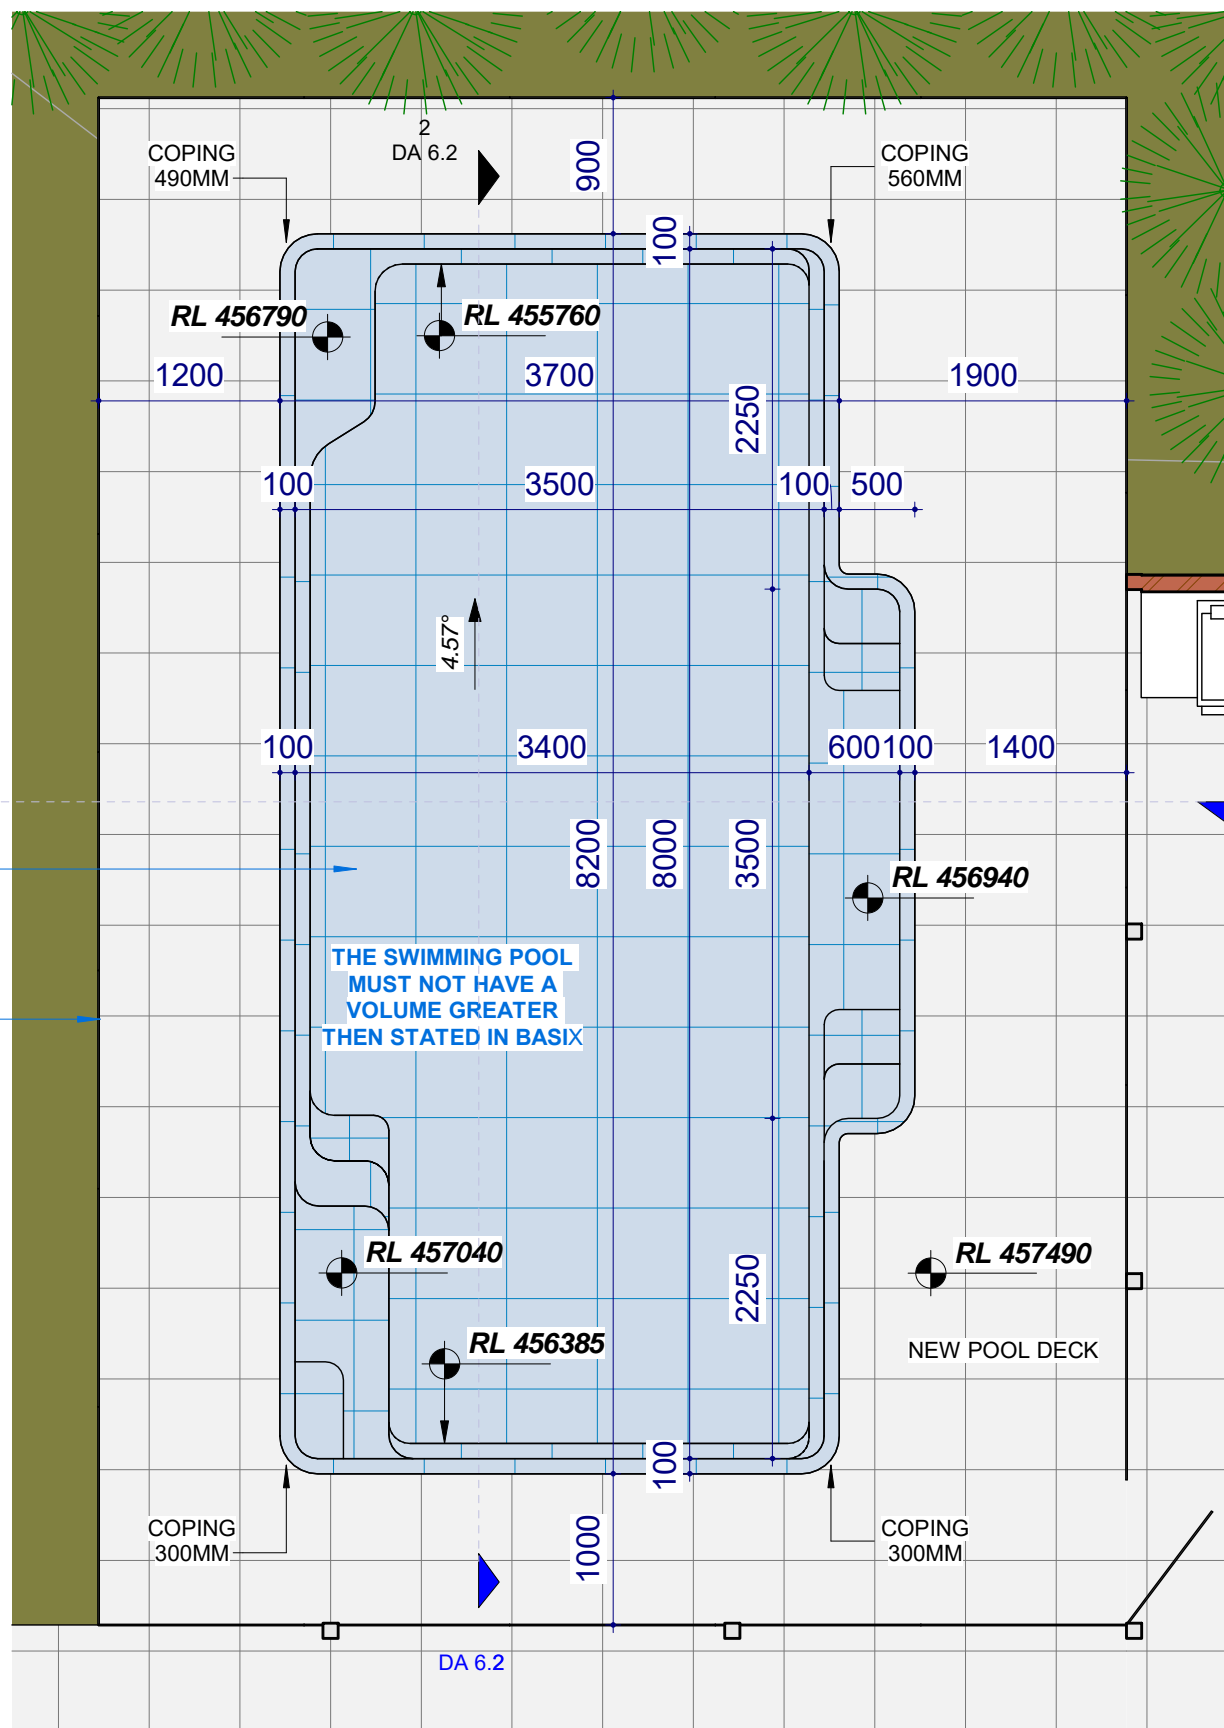 2
DA 6.2
COPING
490MM
900
COPING
560MM
100
RL 456790
RL 455760
1200
3700
1900
2250
100
3500
100
500
4.57°
100
3400
600
100
1400
8200
8000
3500
RL 456940
THE SWIMMING POOL
MUST NOT HAVE A
VOLUME GREATER
THEN STATED IN BASIX
RL 457040
RL 457490
2250
RL 456385
NEW POOL DECK
100
COPING
300MM
1000
COPING
300MM
DA 6.2